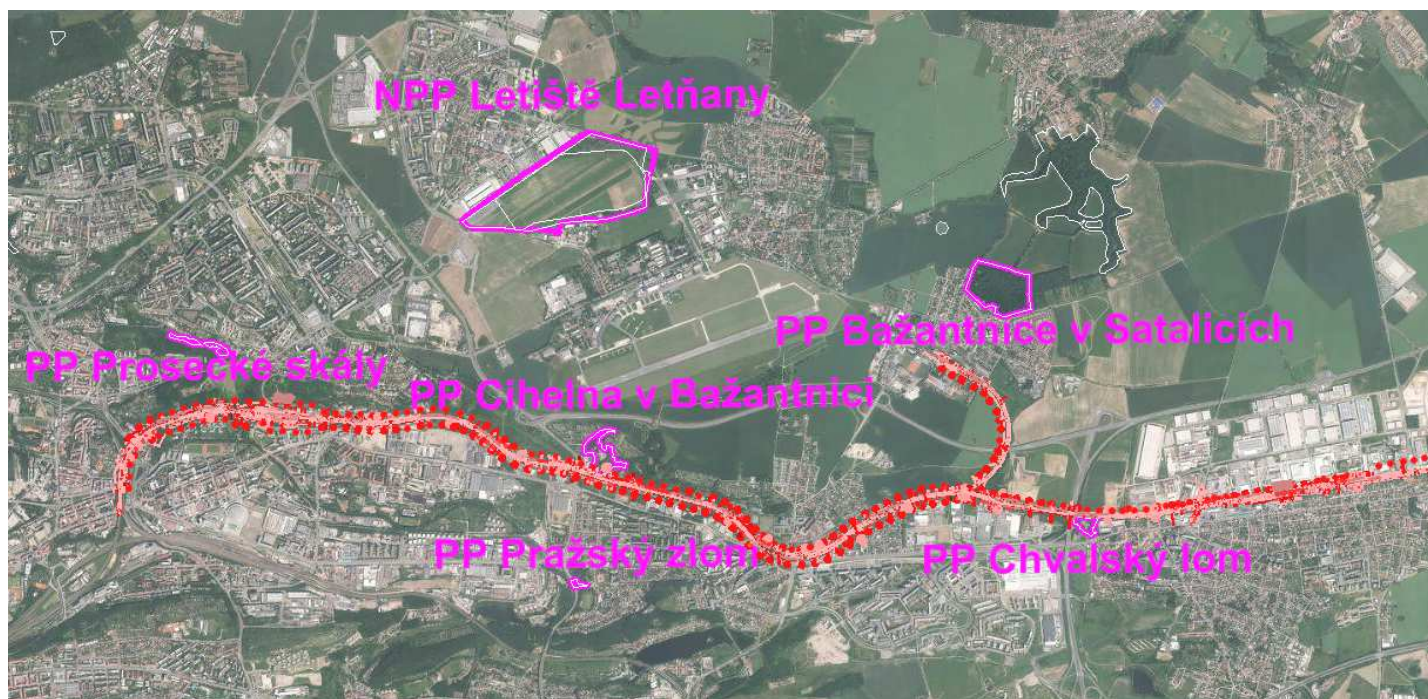 NPP Letiště Letňany
PP Bažantnice v Satalicích
PP Prosecké skály
PP Cihelna v Bažantnici
PP Pražský zlom
PP Chvalský lom